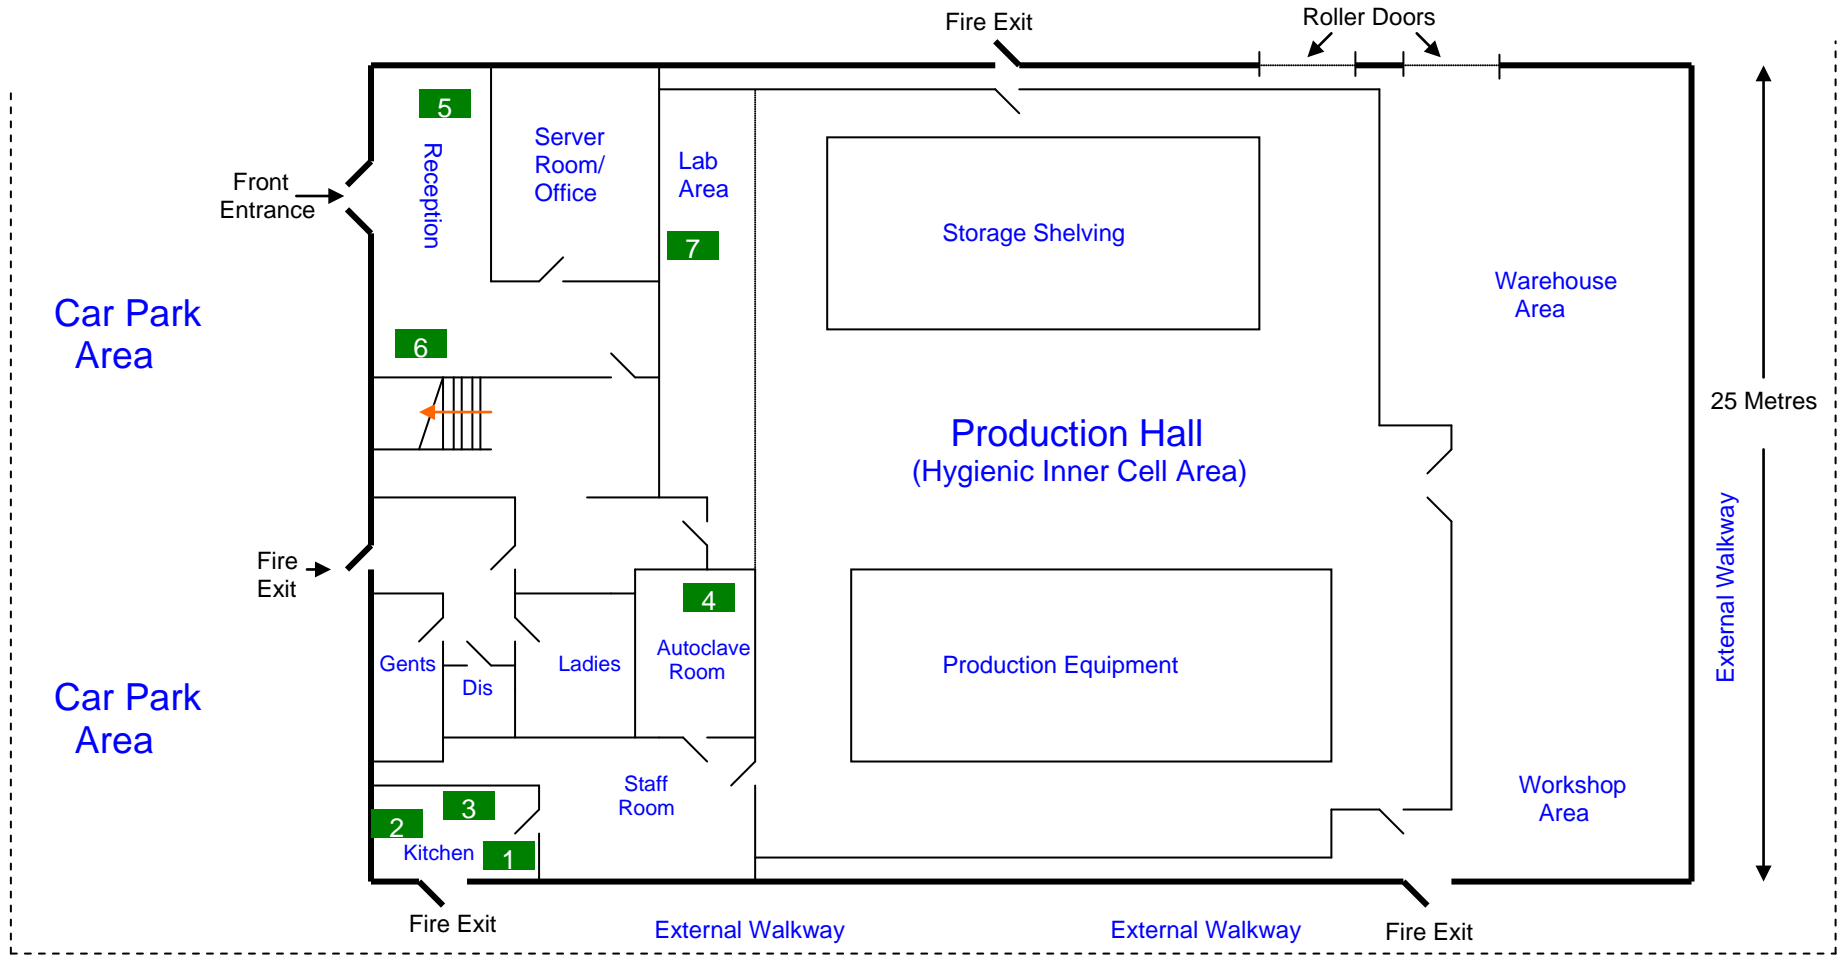 Fire Exit
Roller Doors
5
Reception
Server
Room/
Office
Lab
Area
Front
Entrance
7
Storage Shelving
Warehouse
Area
Car Park
Area
6
25 Metres
Production Hall
(Hygienic Inner Cell Area)
External Walkway
Fire
Exit
4
Autoclave
Room
Gents
Dis
Ladies
Production Equipment
Car Park
Area
Staff
Room
Workshop
Area
3
2
Kitchen
1
Fire Exit
External Walkway
External Walkway
Fire Exit